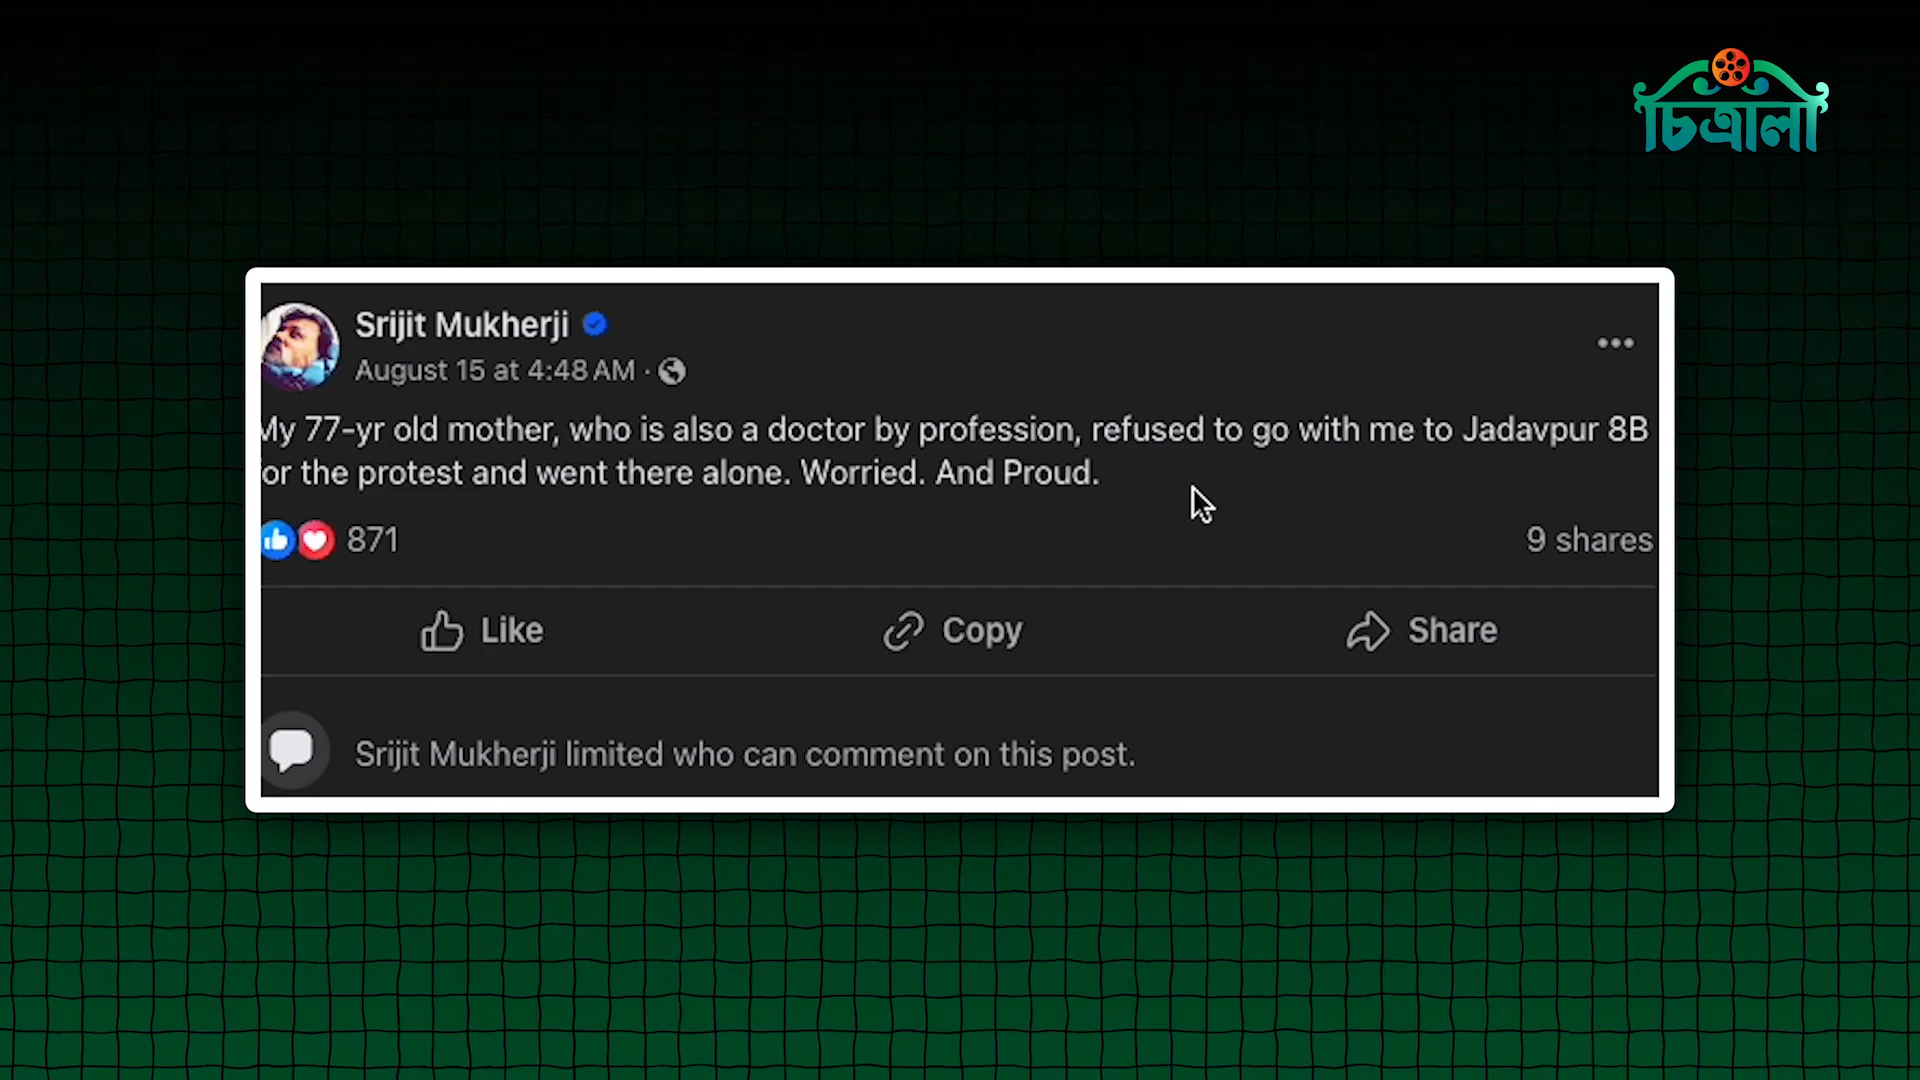 চিত্রালী
Srijit Mukherji
August 15 at 4:48 AM ·
My 77-yr old mother, who is also a doctor by profession, refused to go with me to Jadavpur 8B
for the protest and went there alone. Worried. And Proud.
871
9 shares
Like
Copy
Share
Srijit Mukherji limited who can comment on this post.